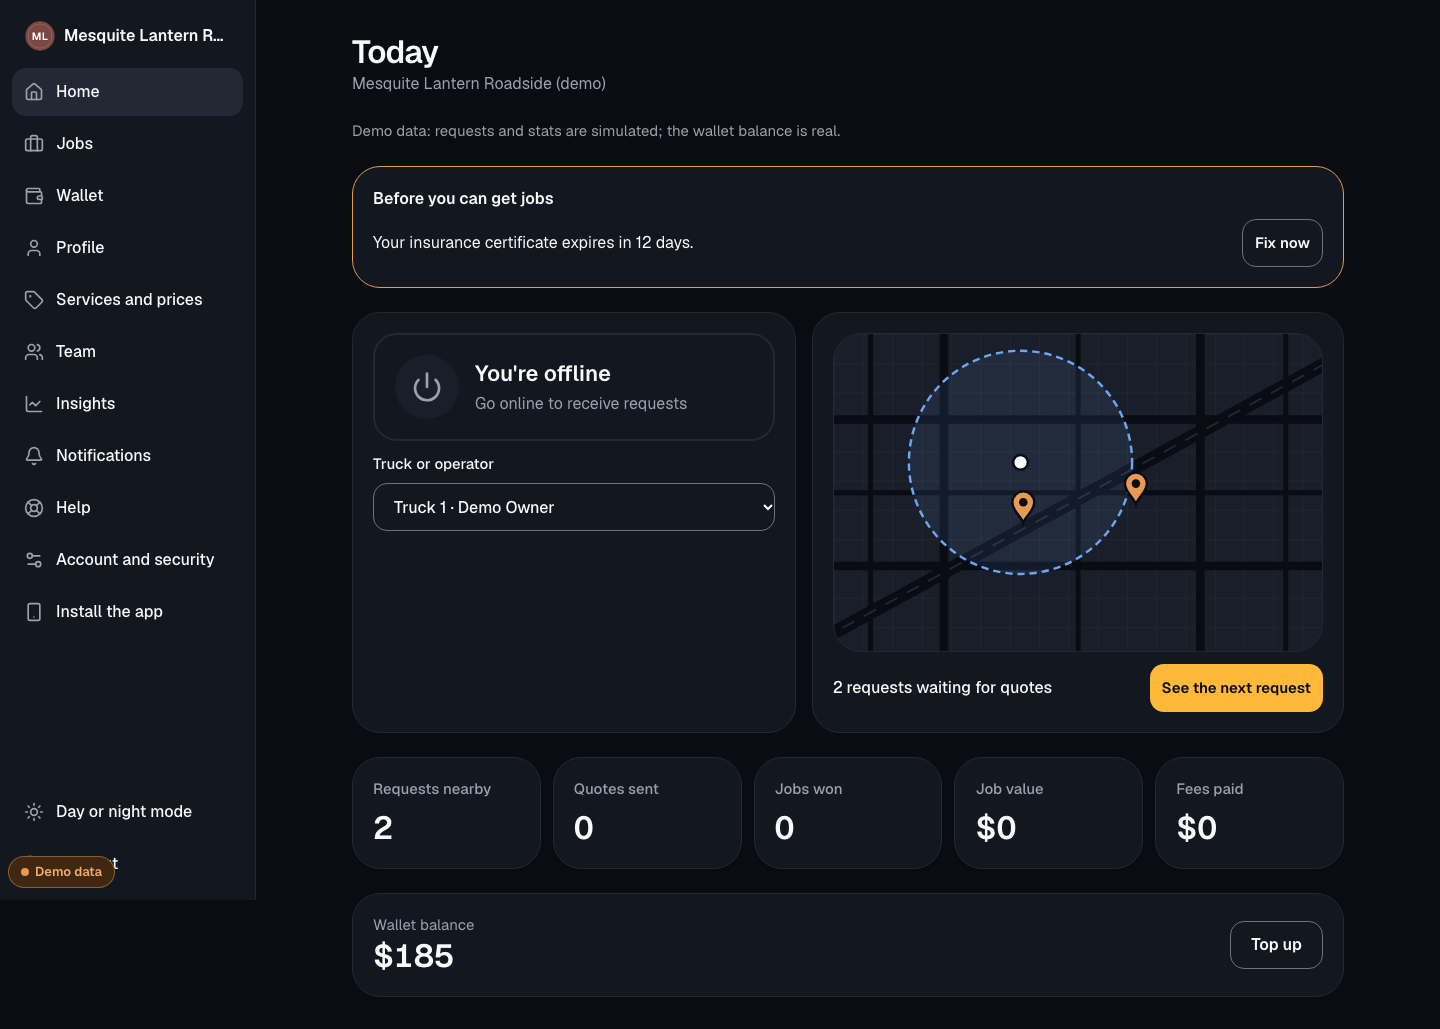 ML
Mesquite Lantern R...
Home
Jobs
Wallet
Profile
Services and prices
Team
Insights
Notifications
Help
Account and security
Install the app
Day or night mode
Demo data
Today
Mesquite Lantern Roadside (demo)
Demo data: requests and stats are simulated; the wallet balance is real.
Before you can get jobs
Your insurance certificate expires in 12 days.
Fix now
You're offline
Go online to receive requests
Truck or operator
Truck 1 · Demo Owner
2 requests waiting for quotes
See the next request
Requests nearby
2
Quotes sent
0
Jobs won
0
Job value
$0
Fees paid
$0
Wallet balance
$185
Top up